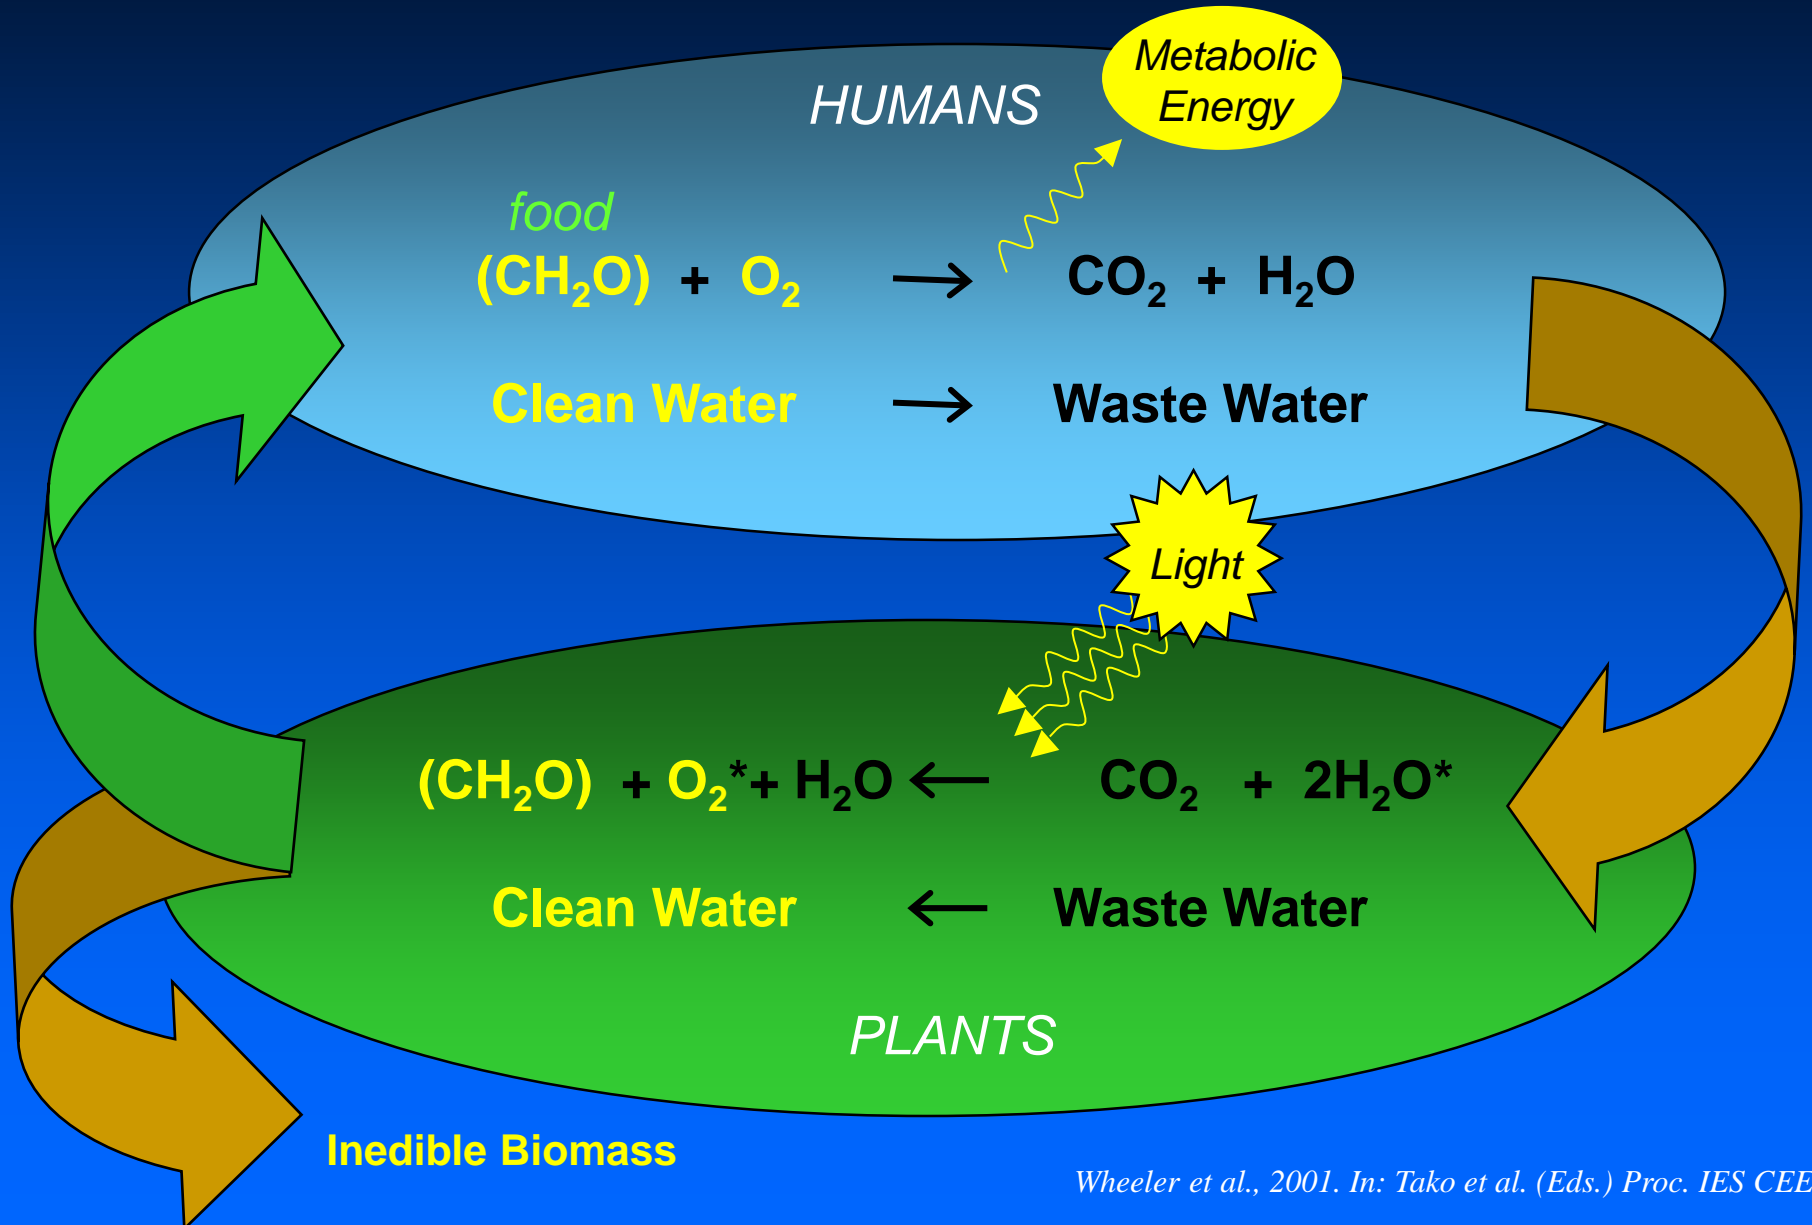 Metabolic
Energy
HUMANS
food
(CH₂O) + O₂ → CO₂ + H₂O
Clean Water → Waste Water
Light
(CH₂O) + O₂*+ H₂O ← CO₂ + 2H₂O*
Clean Water ← Waste Water
PLANTS
Inedible Biomass
Wheeler et al., 2001. In: Tako et al. (Eds.) Proc. IES CEE